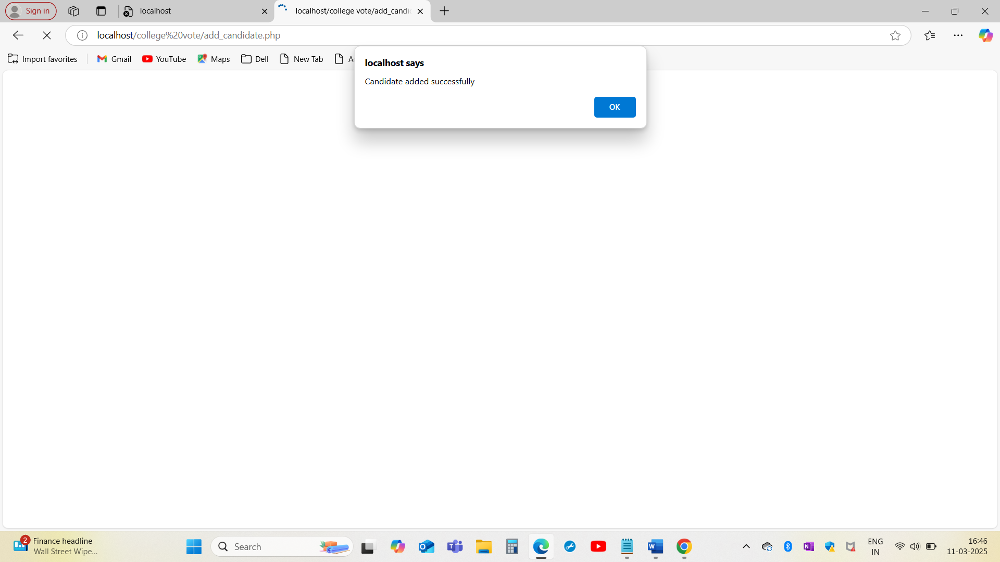 Sign in
localhost
localhost/college vote/add_candi
localhost/college%20vote/add_candidate.php
Import favorites
Gmail
YouTube
Maps
Dell
New Tab
localhost says
Candidate added successfully
OK
2
Finance headline
Wall Street Wipe...
Search
ENG
IN
16:46
11-03-2025